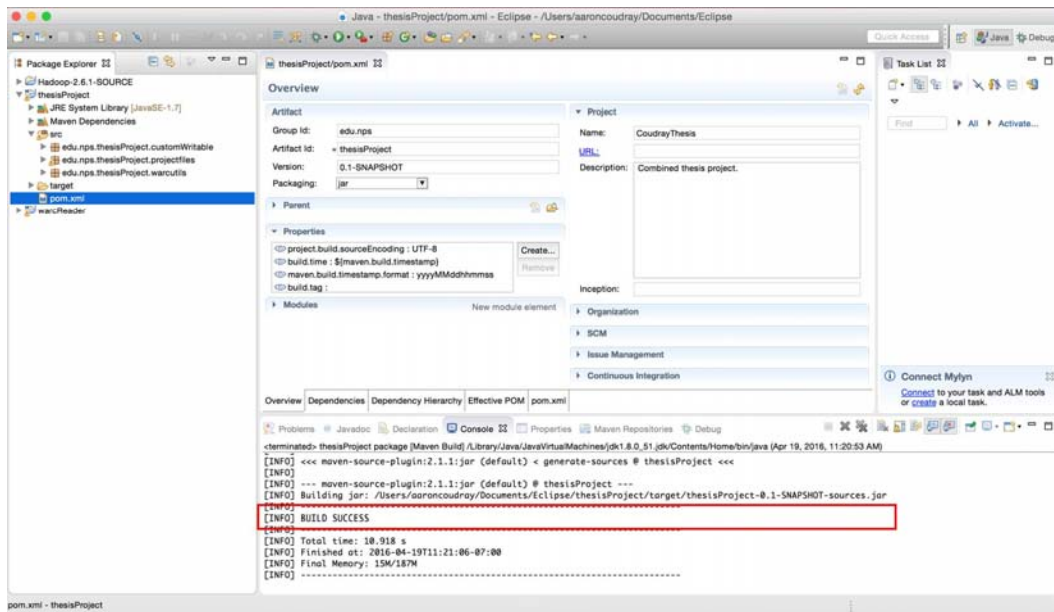 Java - thesisProject/pom.xml - Eclipse - /Users/aaroncoudray/Documents/Eclipse
Quick Access
Java
Debug
Package Explorer
Hadoop-2.6.1-SOURCE
thesisProject
JRE System Library [JavaSE-1.7]
Maven Dependencies
src
edu.nps.thesisProject.customWritable
edu.nps.thesisProject.projectfiles
edu.nps.thesisProject.warcutils
target
pom.xml
warcReader
thesisProject/pom.xml
Overview
Artifact
Group Id: edu.nps
Artifact Id: * thesisProject
Version: 0.1-SNAPSHOT
Packaging: jar
Parent
Properties
project.build.sourceEncoding : UTF-8
build.time : ${maven.build.timestamp}
maven.build.timestamp.format : yyyyMMddhhmmss
build.tag :
Create...
Remove
Modules
New module element
Project
Name: CoudrayThesis
URL:
Description: Combined thesis project.
Inception:
Organization
SCM
Issue Management
Continuous Integration
Overview Dependencies Dependency Hierarchy Effective POM pom.xml
Task List
Find
All
Activate...
Connect Mylyn
Connect to your task and ALM tools
or create a local task.
Problems @ Javadoc Declaration Console Properties Maven Repositories Debug
<terminated> thesisProject package [Maven Build] /Library/Java/JavaVirtualMachines/jdk1.8.0_51.jdk/Contents/Home/bin/java (Apr 19, 2016, 11:20:53 AM)
[INFO] <<< maven-source-plugin:2.1.1:jar (default) < generate-sources @ thesisProject <<<
[INFO]
[INFO] --- maven-source-plugin:2.1.1:jar (default) @ thesisProject ---
[INFO] Building jar: /Users/aaroncoudray/Documents/Eclipse/thesisProject/target/thesisProject-0.1-SNAPSHOT-sources.jar
[INFO] ------------------------------------------------------------------------
[INFO] BUILD SUCCESS
[INFO] ------------------------------------------------------------------------
[INFO] Total time: 10.918 s
[INFO] Finished at: 2016-04-19T11:21:06-07:00
[INFO] Final Memory: 15M/187M
[INFO] ------------------------------------------------------------------------
pom.xml - thesisProject